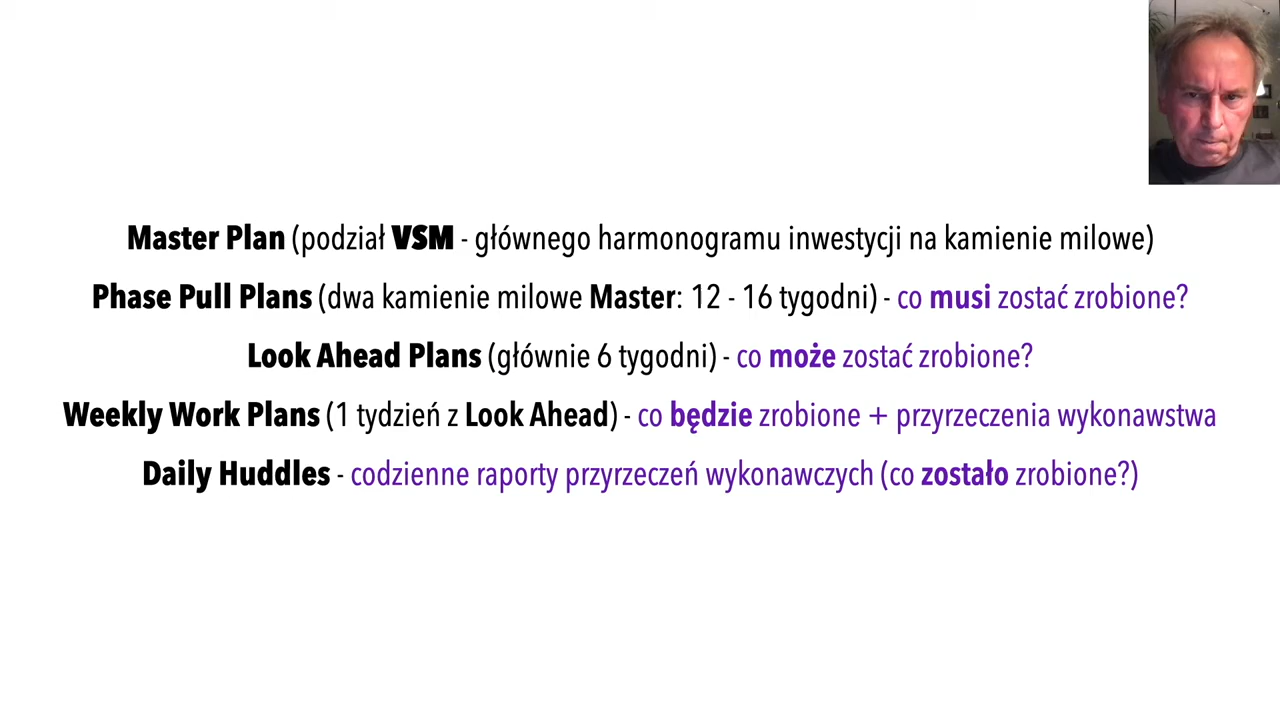 Master Plan (podział VSM - głównego harmonogramu inwestycji na kamienie milowe)
Phase Pull Plans (dwa kamienie milowe Master: 12 - 16 tygodni) - co musi zostać zrobione?
Look Ahead Plans (głównie 6 tygodni) - co może zostać zrobione?
Weekly Work Plans (1 tydzień z Look Ahead) - co będzie zrobione + przyrzeczenia wykonawstwa
Daily Huddles - codzienne raporty przyrzeczeń wykonawczych (co zostało zrobione?)